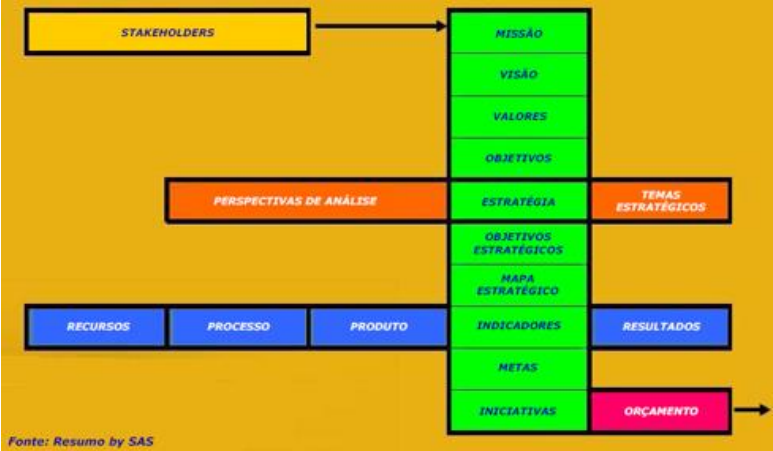 STAKEHOLDERS
MISSÃO
VISÃO
VALORES
OBJETIVOS
PERSPECTIVAS DE ANÁLISE
ESTRATÉGIA
TEMAS
ESTRATÉGICOS
OBJETIVOS
ESTRATÉGICOS
MAPA
ESTRATÉGICO
RECURSOS
PROCESSO
PRODUTO
INDICADORES
RESULTADOS
METAS
INICIATIVAS
ORÇAMENTO
Fonte: Resumo by SAS